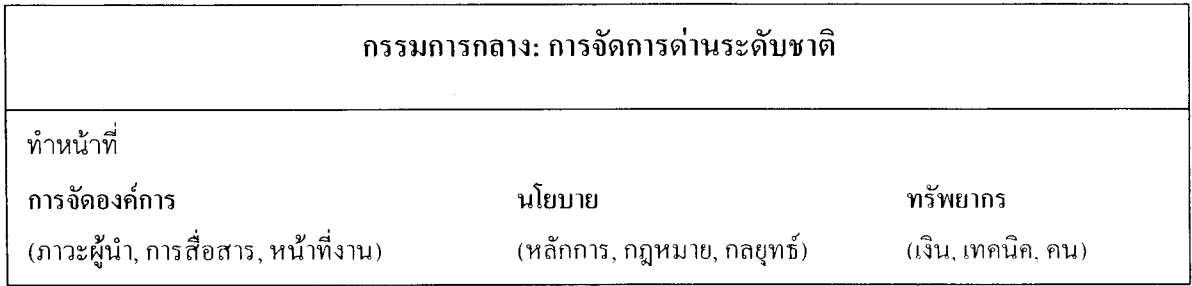 กรรมการกลาง: การจัดการด่านระดับชาติ
ทำหน้าที่
การจัดองค์การ นโยบาย ทรัพยากร
(ภาวะผู้นำ, การสื่อสาร, หน้าที่งาน) (หลักการ, กฎหมาย, กลยุทธ์) (เงิน, เทคนิค, คน)